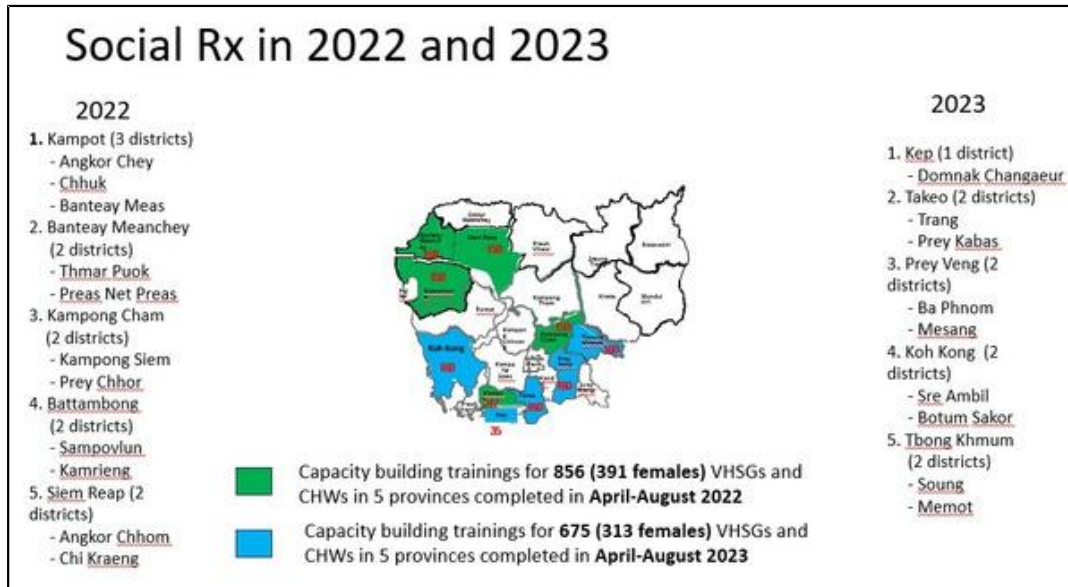 Social Rx in 2022 and 2023
2022
1. Kampot (3 districts)
- Angkor Chey
- Chhuk
- Banteay Meas
2. Banteay Meanchey
(2 districts)
- Thmar Puok
- Preas Net Preas
3. Kampong Cham
(2 districts)
- Kampong Siem
- Prey Chhor
4. Battambong
(2 districts)
- Sampovlun
- Kamrieng
5. Siem Reap (2
districts)
- Angkor Chhom
- Chi Kraeng
Koh Kong
35
Capacity building trainings for 856 (391 females) VHSGs and
CHWs in 5 provinces completed in April-August 2022
Capacity building trainings for 675 (313 females) VHSGs and
CHWs in 5 provinces completed in April-August 2023
2023
1. Kep (1 district)
- Domnak Changaeur
2. Takeo (2 districts)
- Trang
- Prey Kabas
3. Prey Veng (2
districts)
- Ba Phnom
- Mesang
4. Koh Kong (2
districts)
- Sre Ambil
- Botum Sakor
5. Tbong Khmum
(2 districts)
- Soung
- Memot